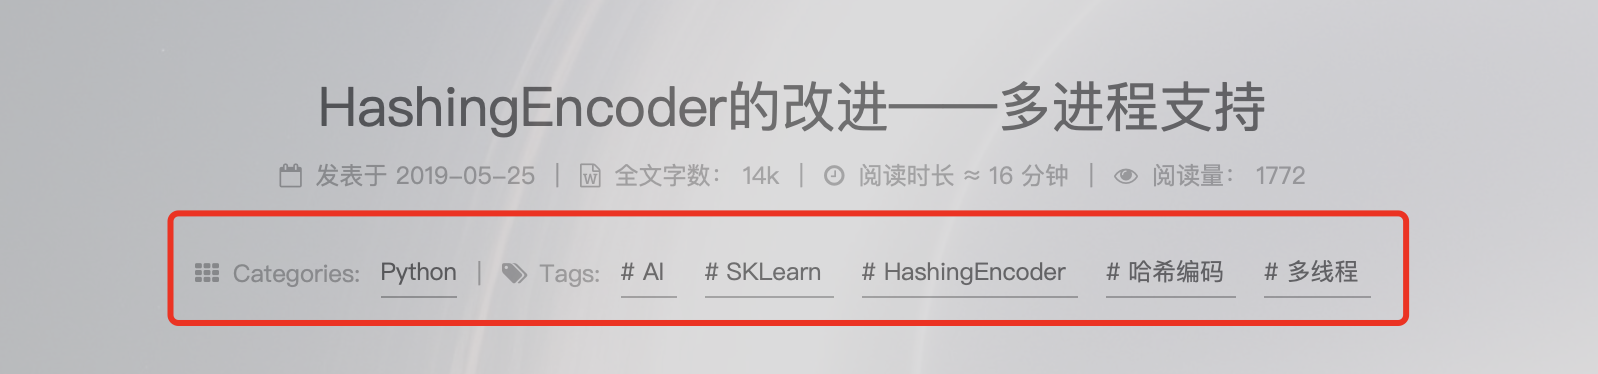 HashingEncoder的改进——多进程支持
发表于 2019-05-25 | 全文字数： 14k | 阅读时长 ≈ 16 分钟 | 阅读量： 1772
Categories: Python | Tags: # AI # SKLearn # HashingEncoder # 哈希编码 # 多线程